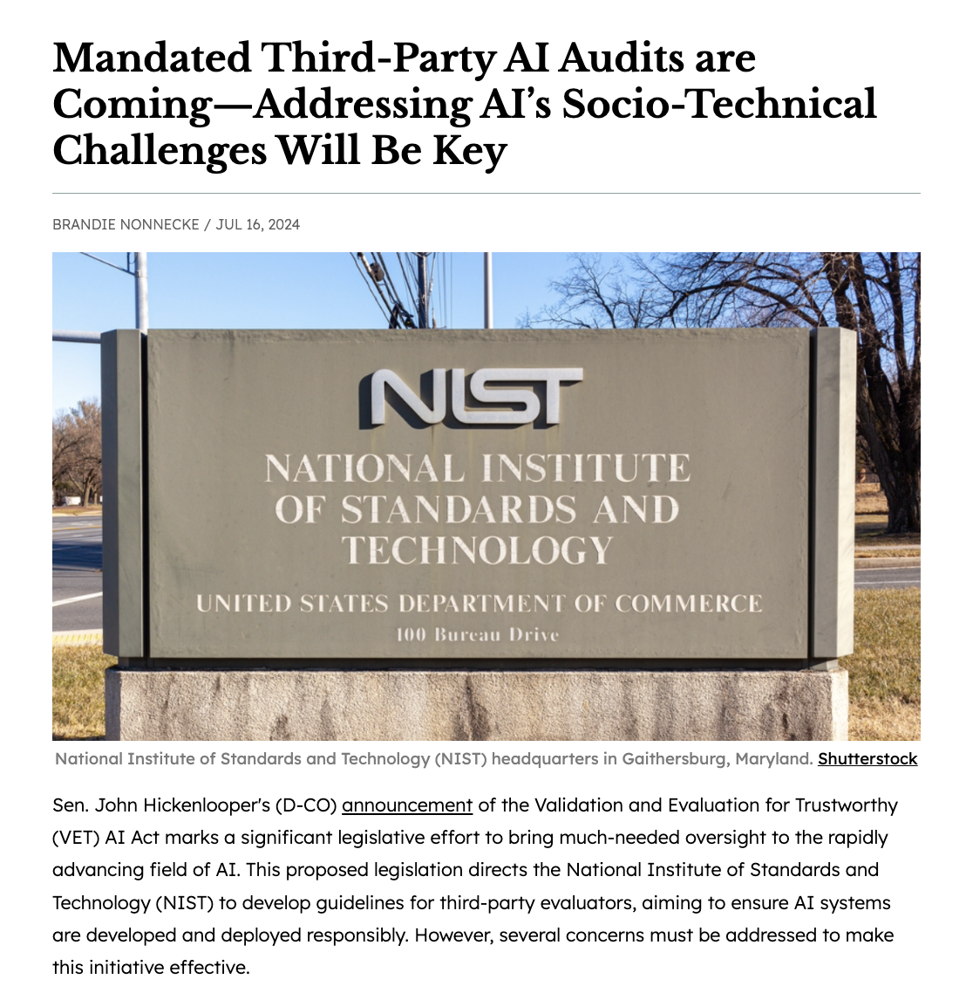 Mandated Third-Party AI Audits are
Coming—Addressing AI’s Socio-Technical
Challenges Will Be Key
BRANDIE NONNECKE / JUL 16, 2024
NIST
NATIONAL INSTITUTE
OF STANDARDS AND
TECHNOLOGY
UNITED STATES DEPARTMENT OF COMMERCE
100 Bureau Drive
National Institute of Standards and Technology (NIST) headquarters in Gaithersburg, Maryland. Shutterstock
Sen. John Hickenlooper's (D-CO) announcement of the Validation and Evaluation for Trustworthy
(VET) AI Act marks a significant legislative effort to bring much-needed oversight to the rapidly
advancing field of AI. This proposed legislation directs the National Institute of Standards and
Technology (NIST) to develop guidelines for third-party evaluators, aiming to ensure AI systems
are developed and deployed responsibly. However, several concerns must be addressed to make
this initiative effective.